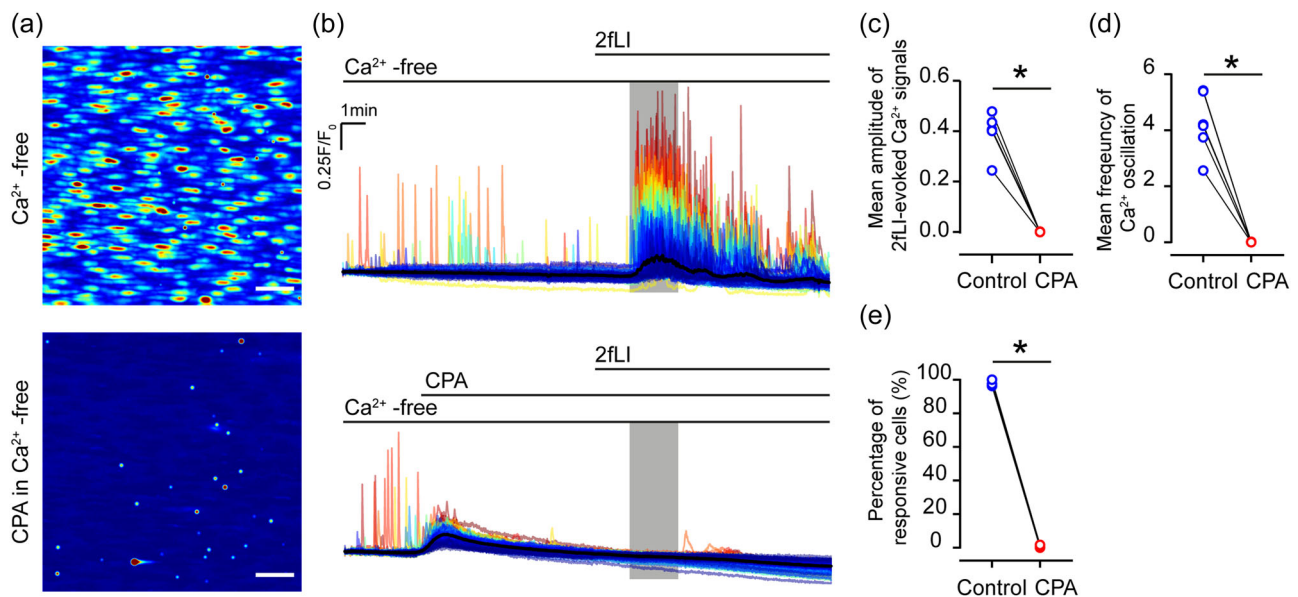 (a)
Ca²⁺ -free
CPA in Ca²⁺ -free
(b)
2fLI
Ca²⁺ -free
1min
0.25F/F₀
2fLI
CPA
Ca²⁺ -free
(c)
Mean amplitude of
2fLI-evoked Ca²⁺ signals
0.6
0.4
0.2
0.0
*
Control CPA
(d)
Mean freqeuncy of
Ca²⁺ oscillation
6
4
2
0
*
Control CPA
(e)
Percentage of
responsive cells (%)
100
80
60
40
20
0
*
Control CPA